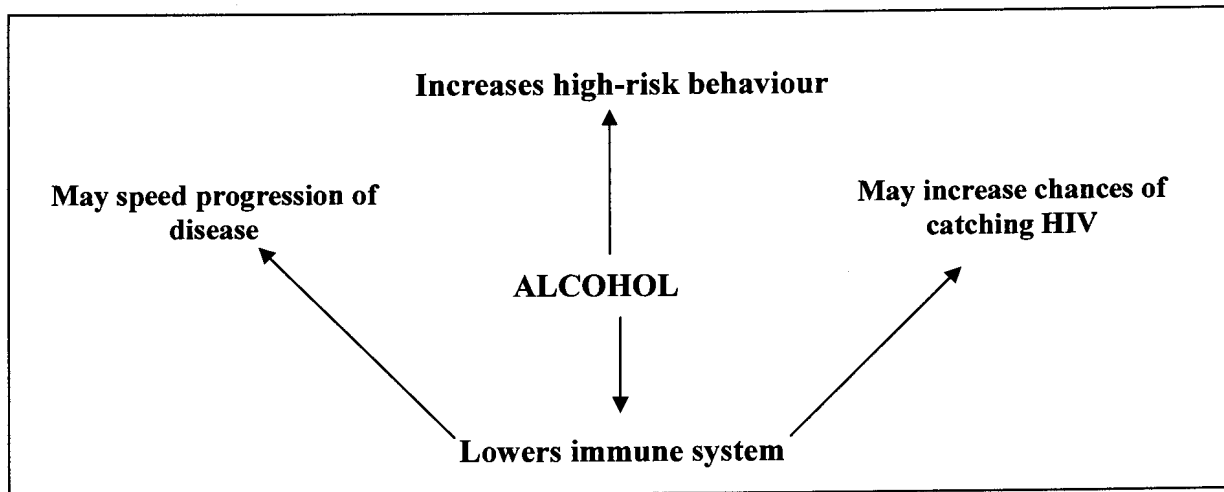 Increases high-risk behaviour
May speed progression of
disease
May increase chances of
catching HIV
ALCOHOL
Lowers immune system